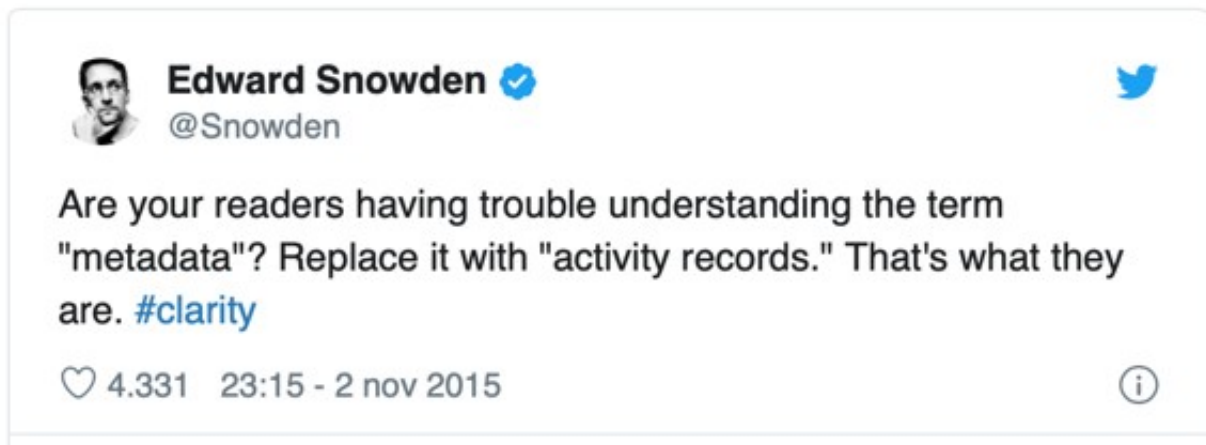 Edward Snowden
@Snowden
Are your readers having trouble understanding the term
"metadata"? Replace it with "activity records." That's what they
are. #clarity
4.331 23:15 - 2 nov 2015